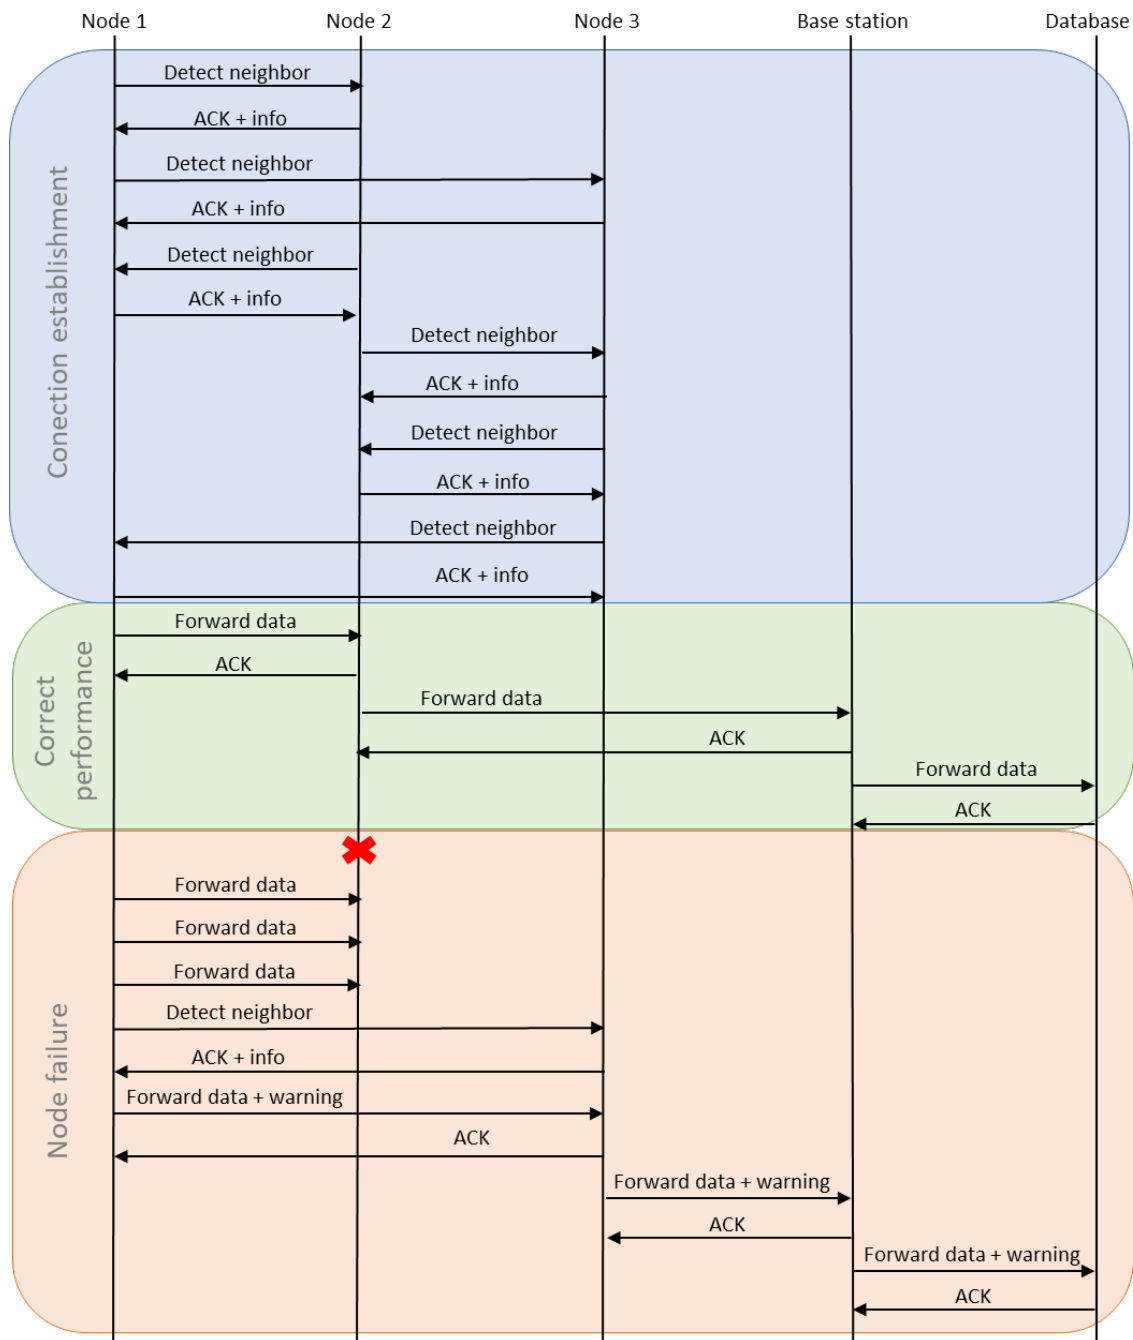 Node 1
Node 2
Node 3
Base station
Database
Conection establishment
Detect neighbor
ACK + info
Detect neighbor
ACK + info
Detect neighbor
ACK + info
Detect neighbor
ACK + info
Detect neighbor
ACK + info
Detect neighbor
ACK + info
Correct
performance
Forward data
ACK
Forward data
ACK
Forward data
ACK
Node failure
Forward data
Forward data
Forward data
Detect neighbor
ACK + info
Forward data + warning
ACK
Forward data + warning
ACK
Forward data + warning
ACK